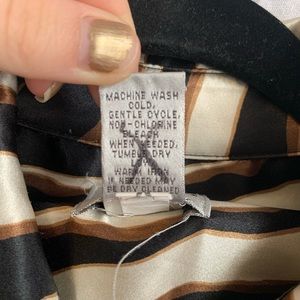 MACHINE WASH
COLD,
GENTLE CYCLE,
NON-CHLORINE
BLEACH
WHEN NEEDED,
TUMBLE DRY
WARM IRON
IF NEEDED MAY
BE DRY CLEANED